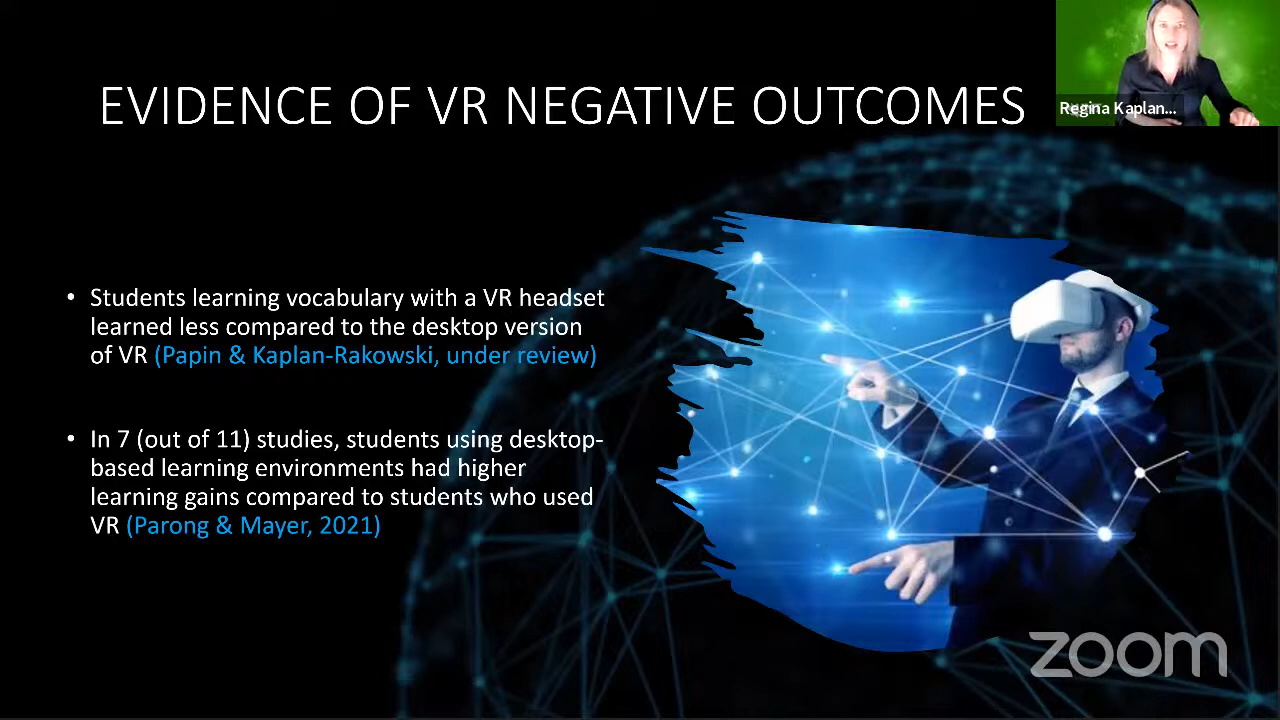 EVIDENCE OF VR NEGATIVE OUTCOMES
Regina Kaplan...
• Students learning vocabulary with a VR headset
learned less compared to the desktop version
of VR (Papin & Kaplan-Rakowski, under review)
• In 7 (out of 11) studies, students using desktop-
based learning environments had higher
learning gains compared to students who used
VR (Parong & Mayer, 2021)
zoom